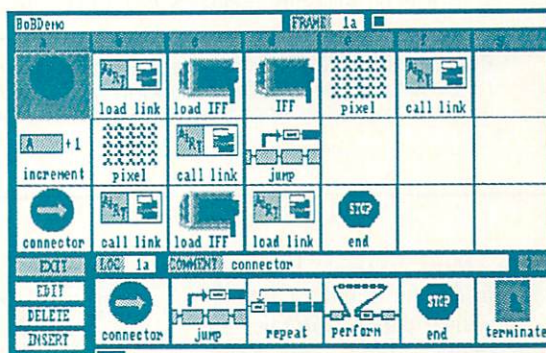 BoBDemo FRAME 1a
load link load IFF IFF pixel call link
A +1
increment pixel call link jump
STOP
connector call link load IFF load link end
EXIT LOC 1a COMMENT connector
EDIT
DELETE
INSERT
STOP
connector jump repeat perform end terminate